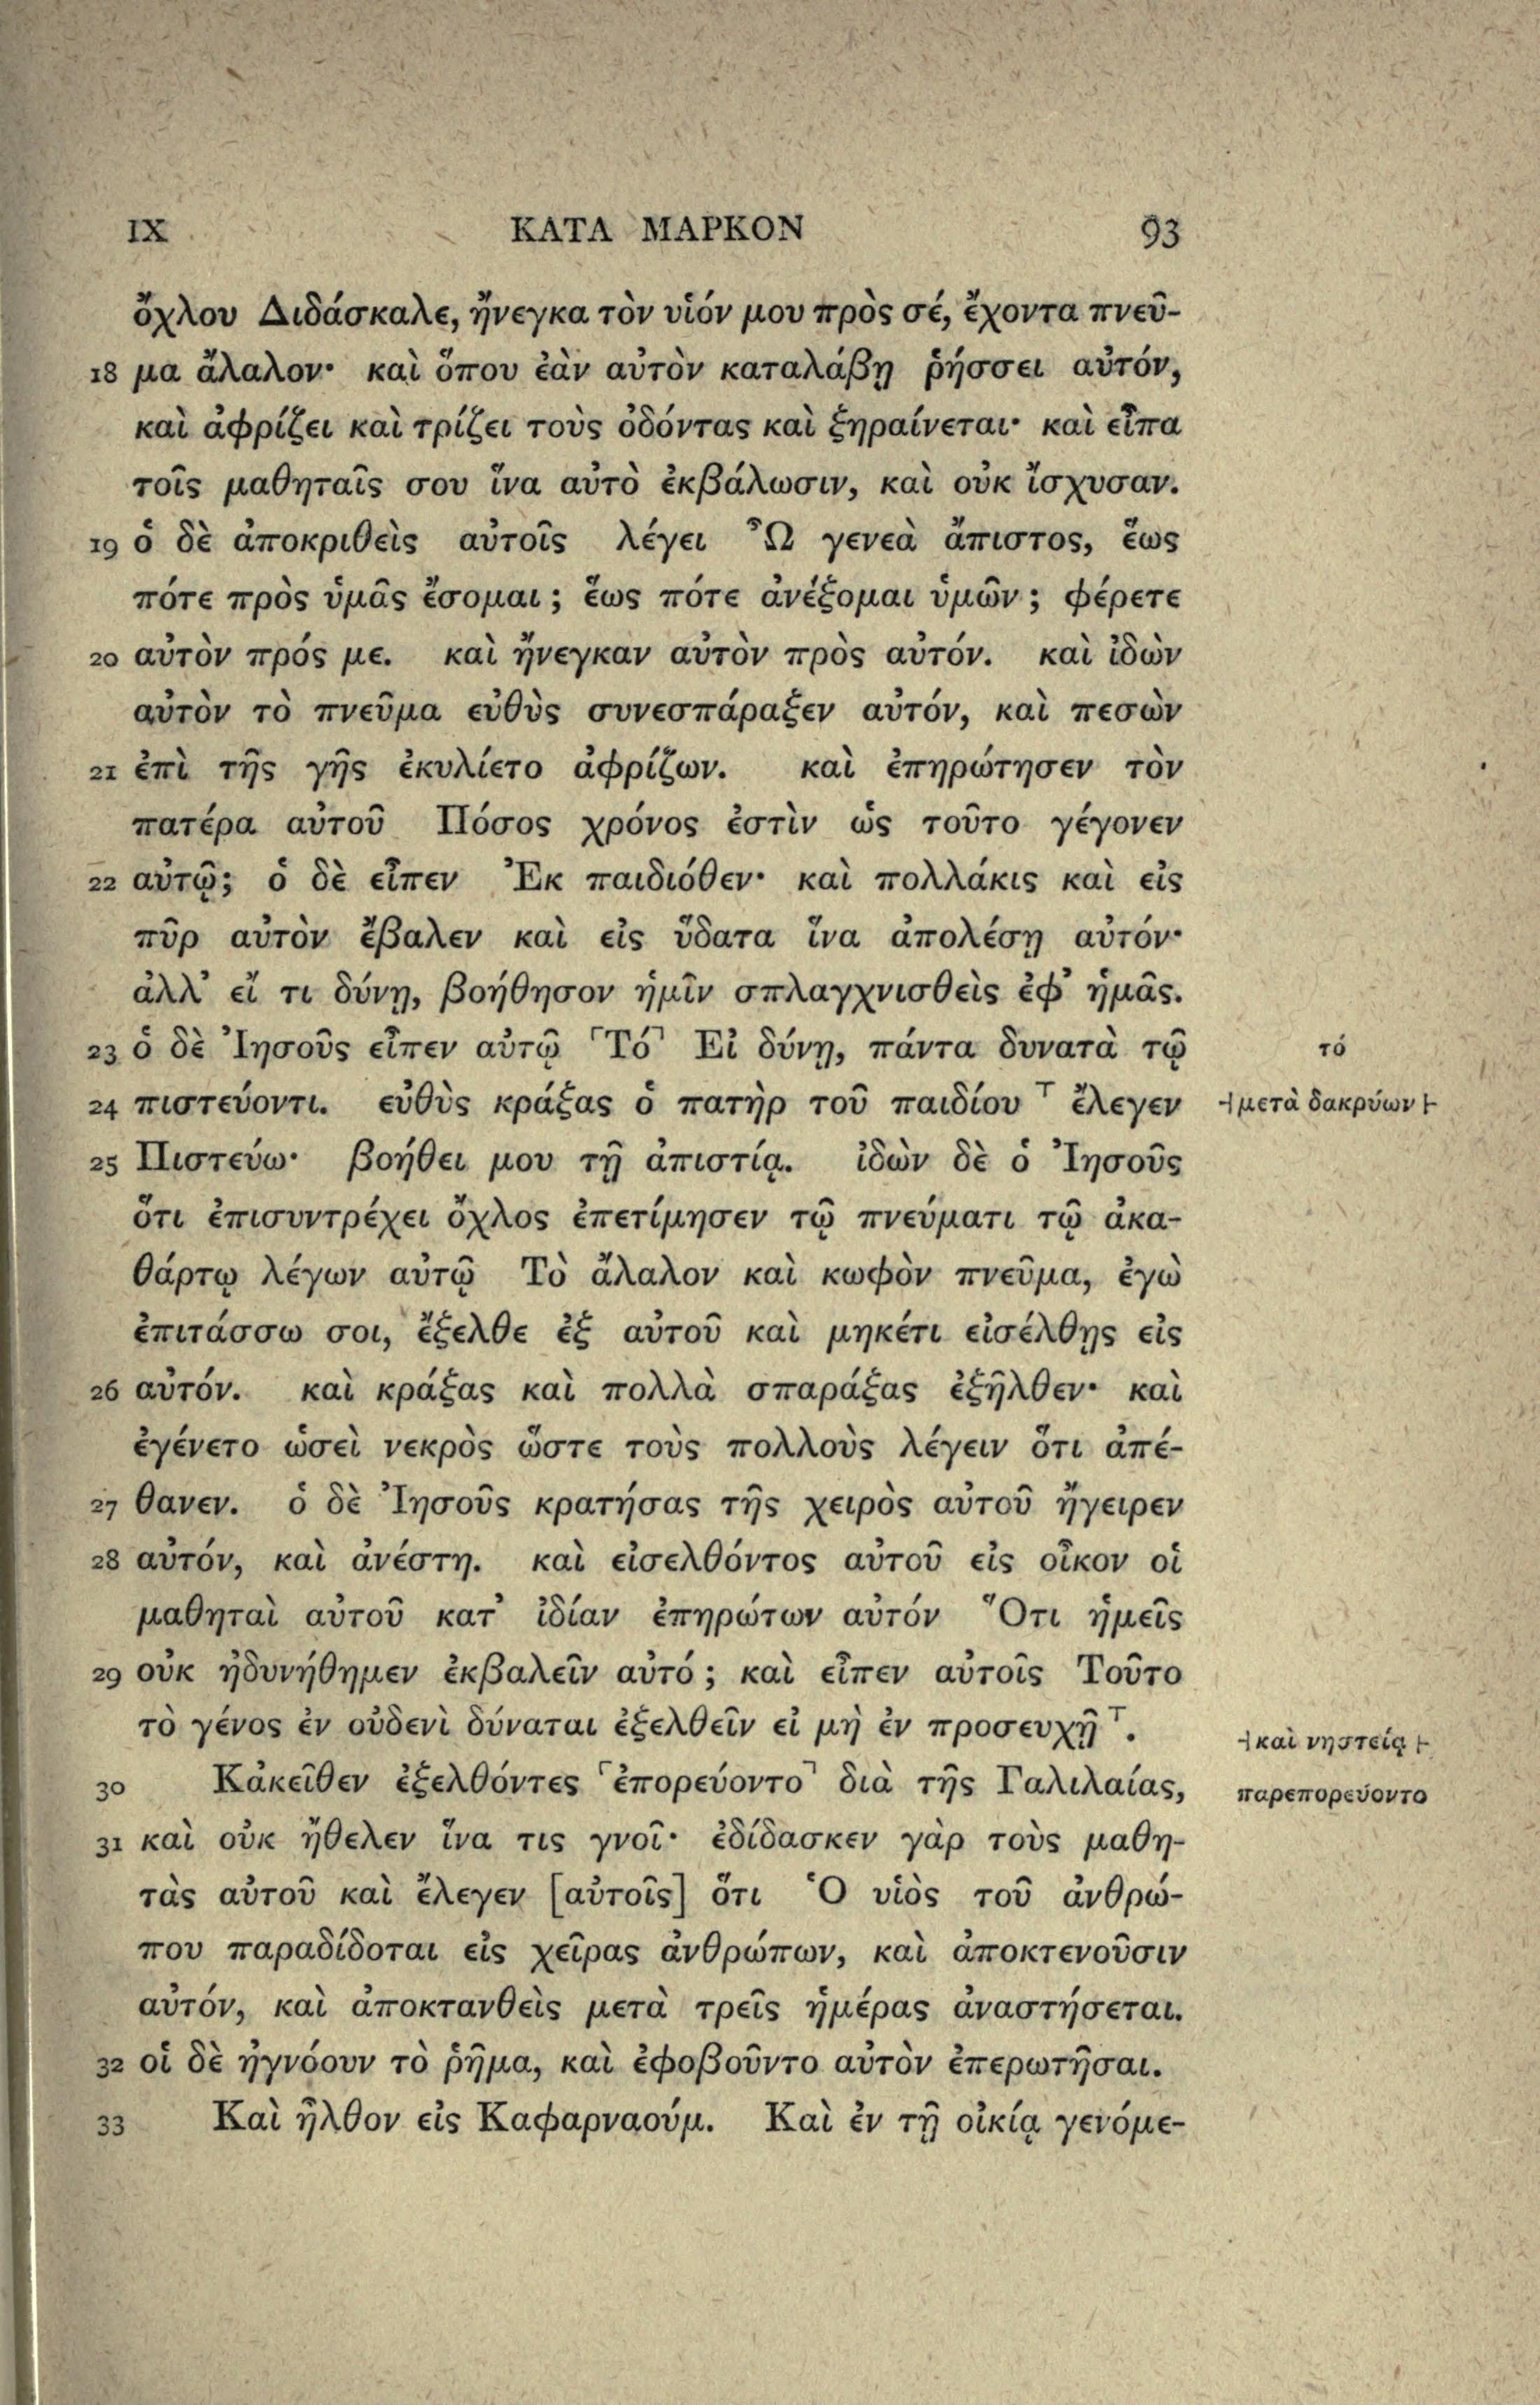 IX ΚΑΤΑ ΜΑΡΚΟΝ 93
ὄχλου Διδάσκαλε, ἤνεγκα τὸν υἱόν μου πρὸς σέ, ἔχοντα πνεῦ-
18 μα ἄλαλον· καὶ ὅπου ἐὰν αὐτὸν καταλάβῃ ῥήσσει αὐτόν,
καὶ ἀφρίζει καὶ τρίζει τοὺς ὀδόντας καὶ ξηραίνεται· καὶ εἶπα
τοῖς μαθηταῖς σου ἵνα αὐτὸ ἐκβάλωσιν, καὶ οὐκ ἴσχυσαν.
19 ὁ δὲ ἀποκριθεὶς αὐτοῖς λέγει Ὦ γενεὰ ἄπιστος, ἕως
πότε πρὸς ὑμᾶς ἔσομαι; ἕως πότε ἀνέξομαι ὑμῶν; φέρετε
20 αὐτὸν πρός με. καὶ ἤνεγκαν αὐτὸν πρὸς αὐτόν. καὶ ἰδὼν
αὐτὸν τὸ πνεῦμα εὐθὺς συνεσπάραξεν αὐτόν, καὶ πεσὼν
21 ἐπὶ τῆς γῆς ἐκυλίετο ἀφρίζων. καὶ ἐπηρώτησεν τὸν
πατέρα αὐτοῦ Πόσος χρόνος ἐστὶν ὡς τοῦτο γέγονεν
22 αὐτῷ; ὁ δὲ εἶπεν Ἐκ παιδιόθεν· καὶ πολλάκις καὶ εἰς
πῦρ αὐτὸν ἔβαλεν καὶ εἰς ὕδατα ἵνα ἀπολέσῃ αὐτόν·
ἀλλ᾽ εἴ τι δύνῃ, βοήθησον ἡμῖν σπλαγχνισθεὶς ἐφ᾽ ἡμᾶς.
23 ὁ δὲ Ἰησοῦς εἶπεν αὐτῷ ⌜Τό⌝ Εἰ δύνῃ, πάντα δυνατὰ τῷ
τό
24 πιστεύοντι. εὐθὺς κράξας ὁ πατὴρ τοῦ παιδίου ⊤ ἔλεγεν
⊣μετὰ δακρύων⊢
25 Πιστεύω· βοήθει μου τῇ ἀπιστίᾳ. ἰδὼν δὲ ὁ Ἰησοῦς
ὅτι ἐπισυντρέχει ὄχλος ἐπετίμησεν τῷ πνεύματι τῷ ἀκα-
θάρτῳ λέγων αὐτῷ Τὸ ἄλαλον καὶ κωφὸν πνεῦμα, ἐγὼ
ἐπιτάσσω σοι, ἔξελθε ἐξ αὐτοῦ καὶ μηκέτι εἰσέλθῃς εἰς
26 αὐτόν. καὶ κράξας καὶ πολλὰ σπαράξας ἐξῆλθεν· καὶ
ἐγένετο ὡσεὶ νεκρὸς ὥστε τοὺς πολλοὺς λέγειν ὅτι ἀπέ-
27 θανεν. ὁ δὲ Ἰησοῦς κρατήσας τῆς χειρὸς αὐτοῦ ἤγειρεν
28 αὐτόν, καὶ ἀνέστη. καὶ εἰσελθόντος αὐτοῦ εἰς οἶκον οἱ
μαθηταὶ αὐτοῦ κατ᾽ ἰδίαν ἐπηρώτων αὐτόν Ὅτι ἡμεῖς
29 οὐκ ἠδυνήθημεν ἐκβαλεῖν αὐτό; καὶ εἶπεν αὐτοῖς Τοῦτο
τὸ γένος ἐν οὐδενὶ δύναται ἐξελθεῖν εἰ μὴ ἐν προσευχῇ⊤.
⊣καὶ νηστείᾳ⊢
30 Κἀκεῖθεν ἐξελθόντες ⌜ἐπορεύοντο⌝ διὰ τῆς Γαλιλαίας,
παρεπορεύοντο
31 καὶ οὐκ ἤθελεν ἵνα τις γνοῖ· ἐδίδασκεν γὰρ τοὺς μαθη-
τὰς αὐτοῦ καὶ ἔλεγεν [αὐτοῖς] ὅτι Ὁ υἱὸς τοῦ ἀνθρώ-
που παραδίδοται εἰς χεῖρας ἀνθρώπων, καὶ ἀποκτενοῦσιν
αὐτόν, καὶ ἀποκτανθεὶς μετὰ τρεῖς ἡμέρας ἀναστήσεται.
32 οἱ δὲ ἠγνόουν τὸ ῥῆμα, καὶ ἐφοβοῦντο αὐτὸν ἐπερωτῆσαι.
33 Καὶ ἦλθον εἰς Καφαρναούμ. Καὶ ἐν τῇ οἰκίᾳ γενόμε-